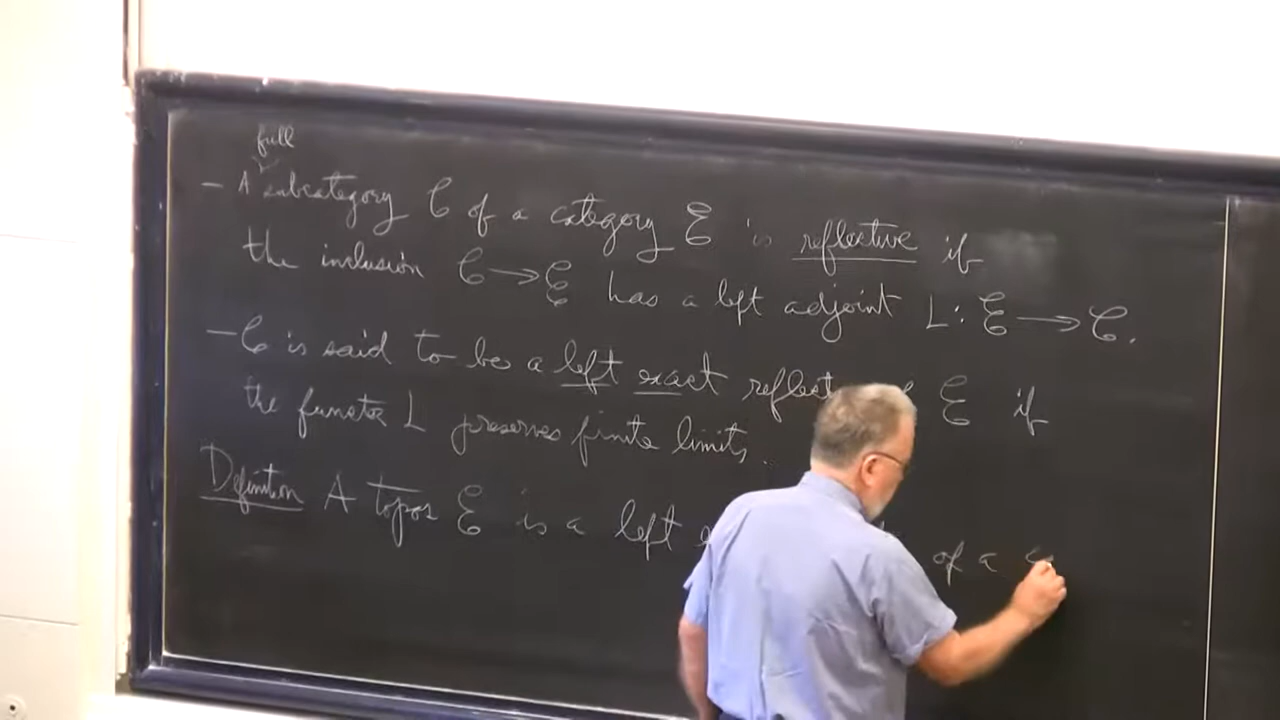 full
- A subcategory C of a category E is reflective if
the inclusion C → E has a left adjoint L: E → C.
- C is said to be a left exact reflect E if
the functor L preserves finite limits.
Definition A topos E is a left of a